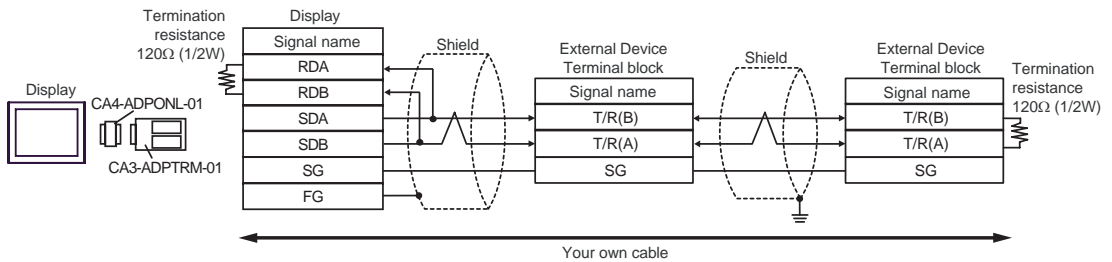 Termination
resistance
120Ω (1/2W)
Display
Signal name
RDA
RDB
SDA
SDB
SG
FG
Shield
External Device
Terminal block
Signal name
T/R(B)
T/R(A)
SG
Shield
External Device
Terminal block
Signal name
T/R(B)
T/R(A)
SG
Termination
resistance
120Ω (1/2W)
Display
CA4-ADPONL-01
CA3-ADPTRM-01
Your own cable